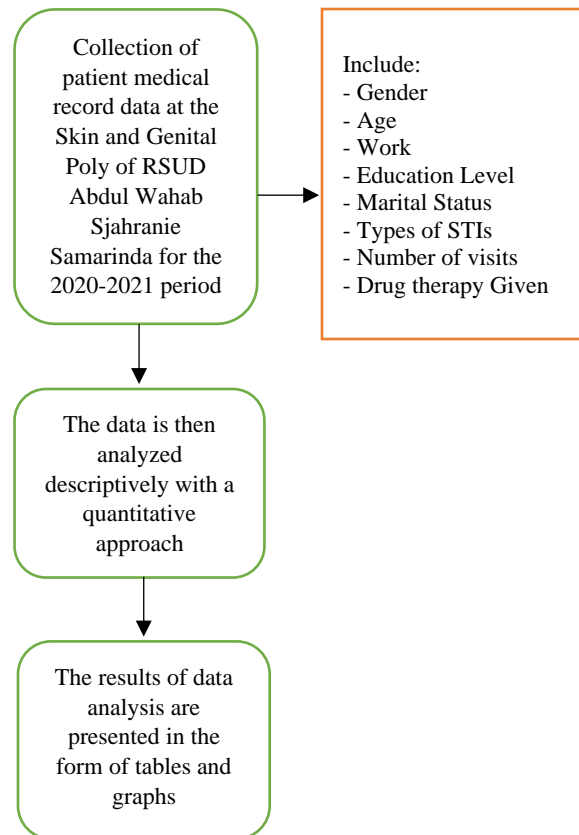 Collection of
patient medical
record data at the
Skin and Genital
Poly of RSUD
Abdul Wahab
Sjahranie
Samarinda for the
2020-2021 period
Include:
- Gender
- Age
- Work
- Education Level
- Marital Status
- Types of STIs
- Number of visits
- Drug therapy Given
The data is then
analyzed
descriptively with a
quantitative
approach
The results of data
analysis are
presented in the
form of tables and
graphs